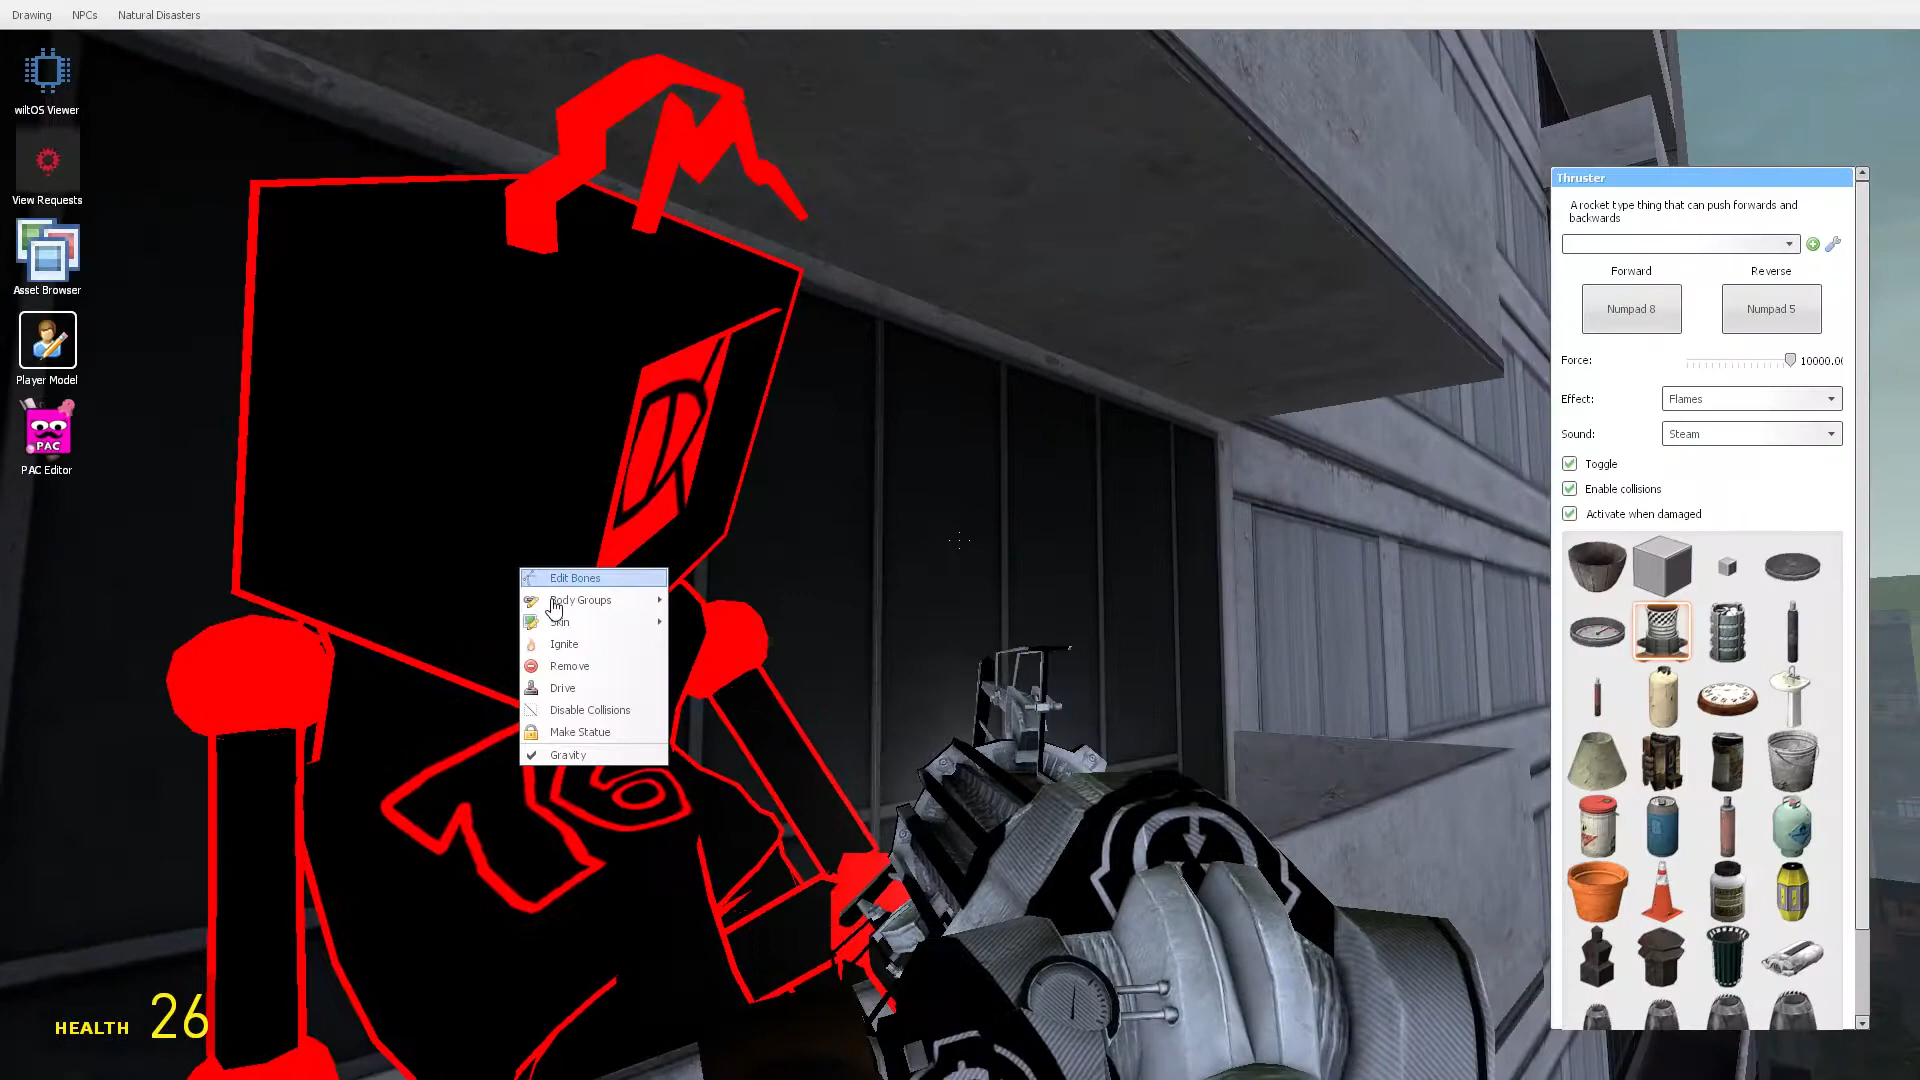 Drawing NPCs Natural Disasters
wiltOS Viewer
View Requests
Asset Browser
Player Model
PAC
PAC Editor
Edit Bones
Body Groups
Skin
Ignite
Remove
Drive
Disable Collisions
Make Statue
Gravity
76
HEALTH 26
Thruster
A rocket type thing that can push forwards and
backwards
Forward Reverse
Numpad 8 Numpad 5
Force: 10000.00
Effect: Flames
Sound: Steam
Toggle
Enable collisions
Activate when damaged